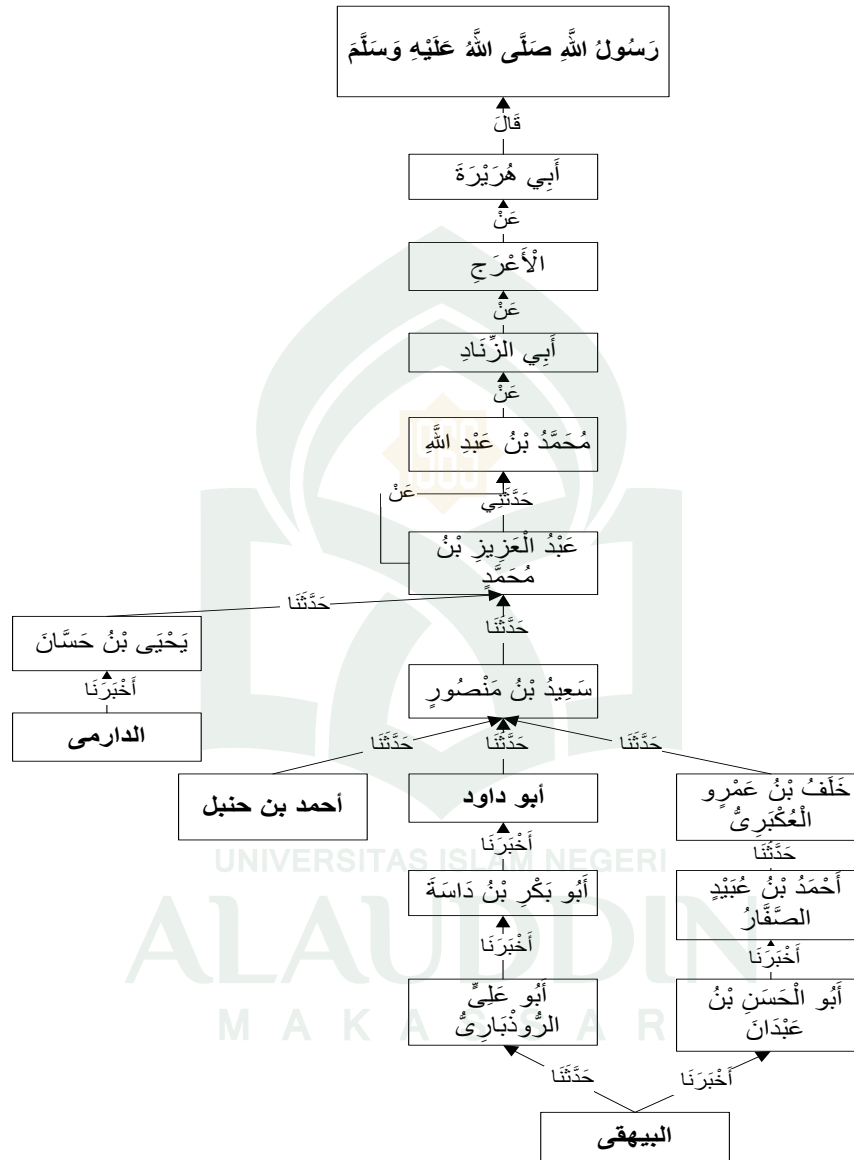 رَسُولُ اللَّهِ صَلَّى اللَّهُ عَلَيْهِ وَسَلَّمَ
قَالَ
أَبِي هُرَيْرَةَ
عَنْ
الْأَعْرَجِ
عَنْ
أَبِي الزِّنَادِ
عَنْ
مُحَمَّدُ بْنُ عَبْدِ اللَّهِ
عَنْ
حَدَّثَنِي
عَبْدُ الْعَزِيزِ بْنُ
مُحَمَّدٍ
حَدَّثَنَا
حَدَّثَنَا
يَحْيَى بْنُ حَسَّانَ
أَخْبَرَنَا
سَعِيدُ بْنُ مَنْصُورٍ
الدارمى
حَدَّثَنَا
حَدَّثَنَا
حَدَّثَنَا
خَلَفُ بْنُ عَمْرٍو
الْعُكْبَرِىُّ
أبو داود
أحمد بن حنبل
أَخْبَرَنَا
حَدَّثَنَا
أَبُو بَكْرِ بْنُ دَاسَةَ
أَحْمَدُ بْنُ عُبَيْدٍ
الصَّفَّارُ
UNIVERSITAS ISLAM NEGERI
ALAUDDIN
أَخْبَرَنَا
أَخْبَرَنَا
أَبُو الْحَسَنِ بْنُ
عَبْدَانَ
أَبُو عَلِىٍّ
الرُّوذْبَارِىُّ
MAKASSAR
حَدَّثَنَا
أَخْبَرَنَا
البيهقى